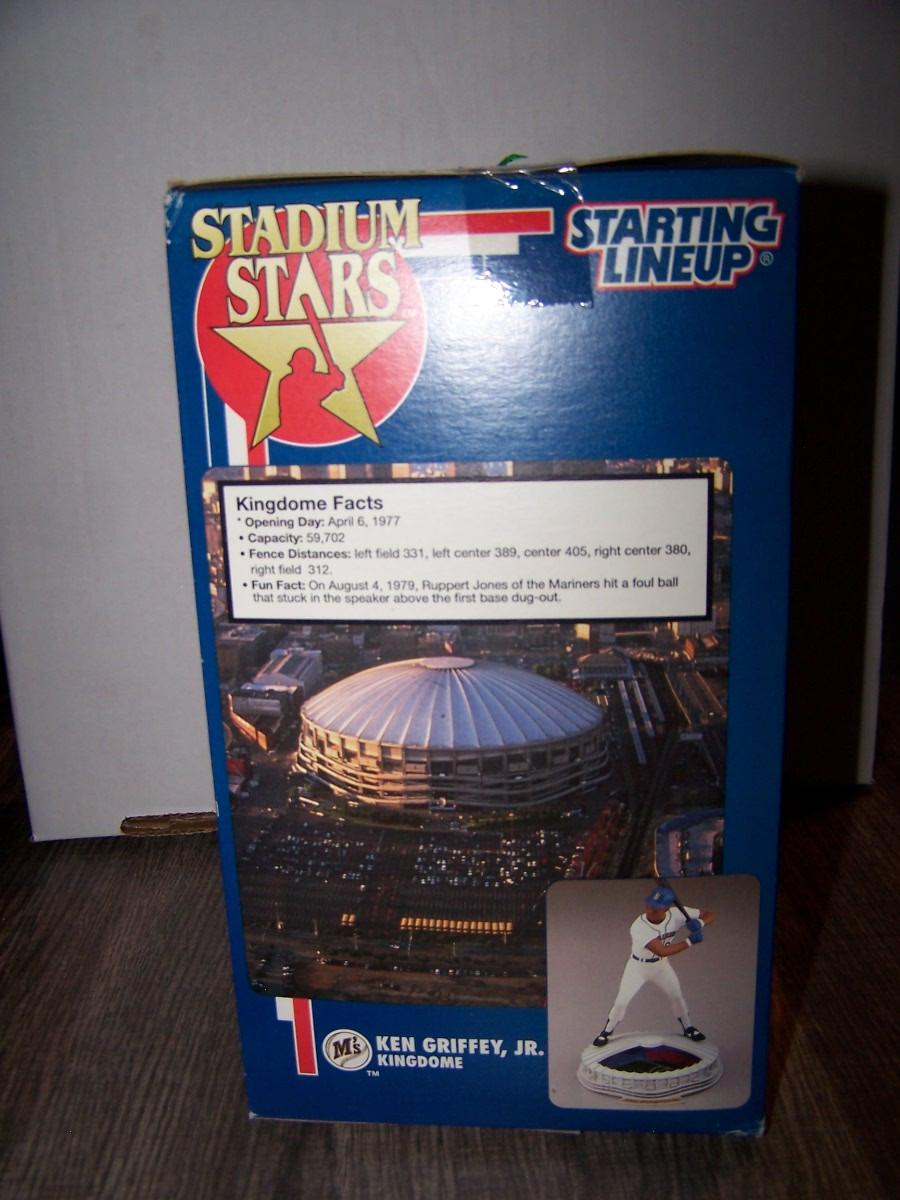 STADIUM
STARS™
STARTING
LINEUP®
Kingdome Facts
• Opening Day: April 6, 1977
• Capacity: 59,702
• Fence Distances: left field 331, left center 389, center 405, right center 380,
right field 312.
• Fun Fact: On August 4, 1979, Ruppert Jones of the Mariners hit a foul ball
that stuck in the speaker above the first base dug-out.
M's
™
KEN GRIFFEY, JR.
KINGDOME